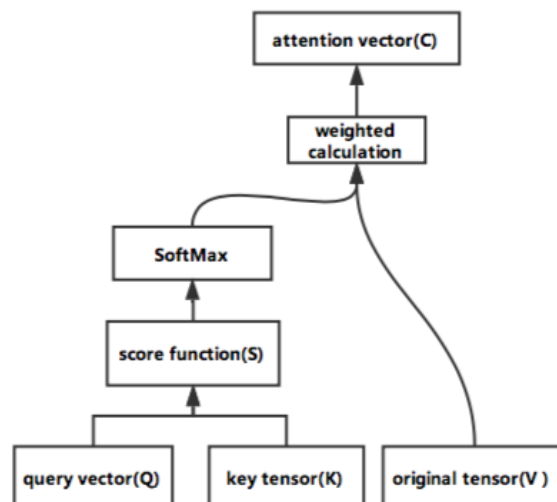 attention vector(C)
weighted
calculation
SoftMax
score function(S)
query vector(Q)
key tensor(K)
original tensor(V )